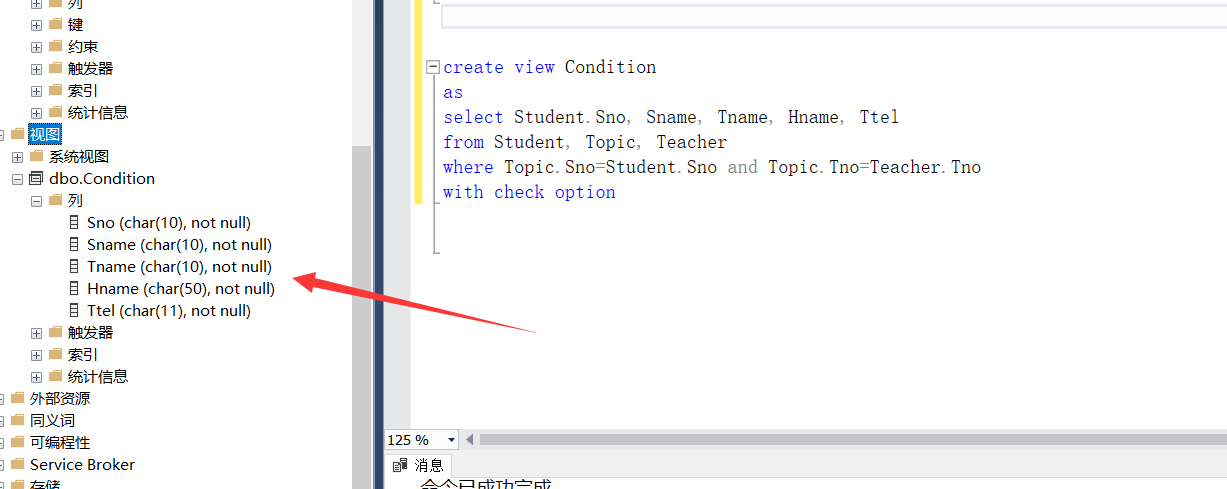 列
键
约束
触发器
索引
统计信息
视图
系统视图
dbo.Condition
列
Sno (char(10), not null)
Sname (char(10), not null)
Tname (char(10), not null)
Hname (char(50), not null)
Ttel (char(11), not null)
触发器
索引
统计信息
外部资源
同义词
可编程性
Service Broker
存储
create view Condition
as
select Student.Sno, Sname, Tname, Hname, Ttel
from Student, Topic, Teacher
where Topic.Sno=Student.Sno and Topic.Tno=Teacher.Tno
with check option
125 %
消息
命令已成功完成